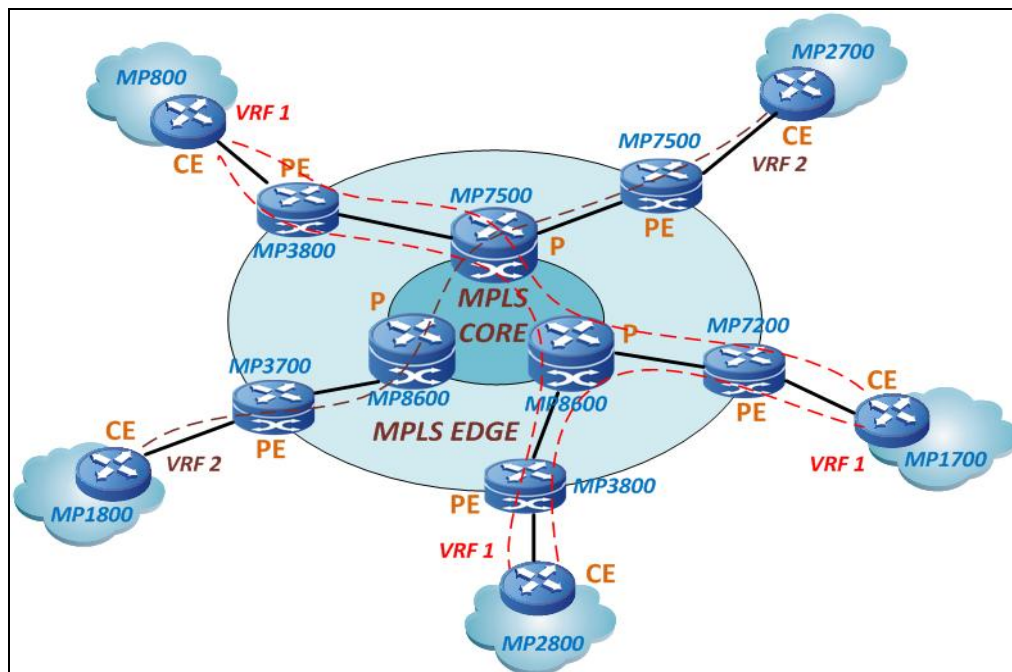 MP800
VRF 1
CE
PE
MP3800
MP7500
P
MP7500
PE
MP2700
CE
VRF 2
MPLS
CORE
P
MP8600
P
MP8600
MP3700
PE
MPLS EDGE
MP7200
PE
CE
VRF 1
MP1700
CE
VRF 2
MP1800
PE
MP3800
VRF 1
CE
MP2800